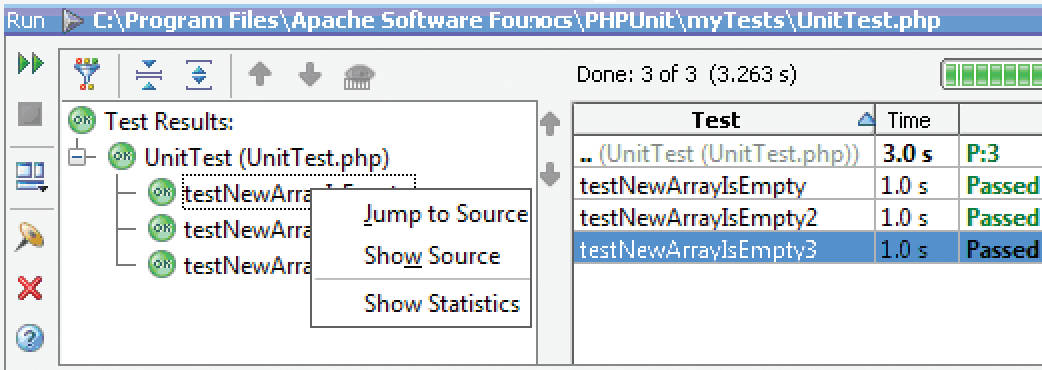 Run C:\Program Files\Apache Software Founocs\PHPUnit\myTests\UnitTest.php
Done: 3 of 3 (3.263 s)
Test Results:
UnitTest (UnitTest.php)
testNewArrayIsEmpty
testNewArra
testNewArra
Jump to Source
Show Source
Show Statistics
Test Time
.. (UnitTest (UnitTest.php)) 3.0 s P:3
testNewArrayIsEmpty 1.0 s Passed
testNewArrayIsEmpty2 1.0 s Passed
testNewArrayIsEmpty3 1.0 s Passed